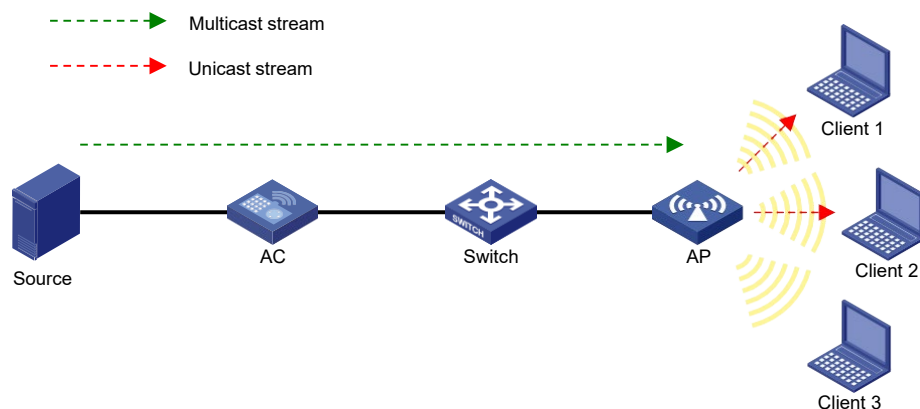 Multicast stream
Unicast stream
Client 1
Source
AC
SWITCH
Switch
AP
Client 2
Client 3